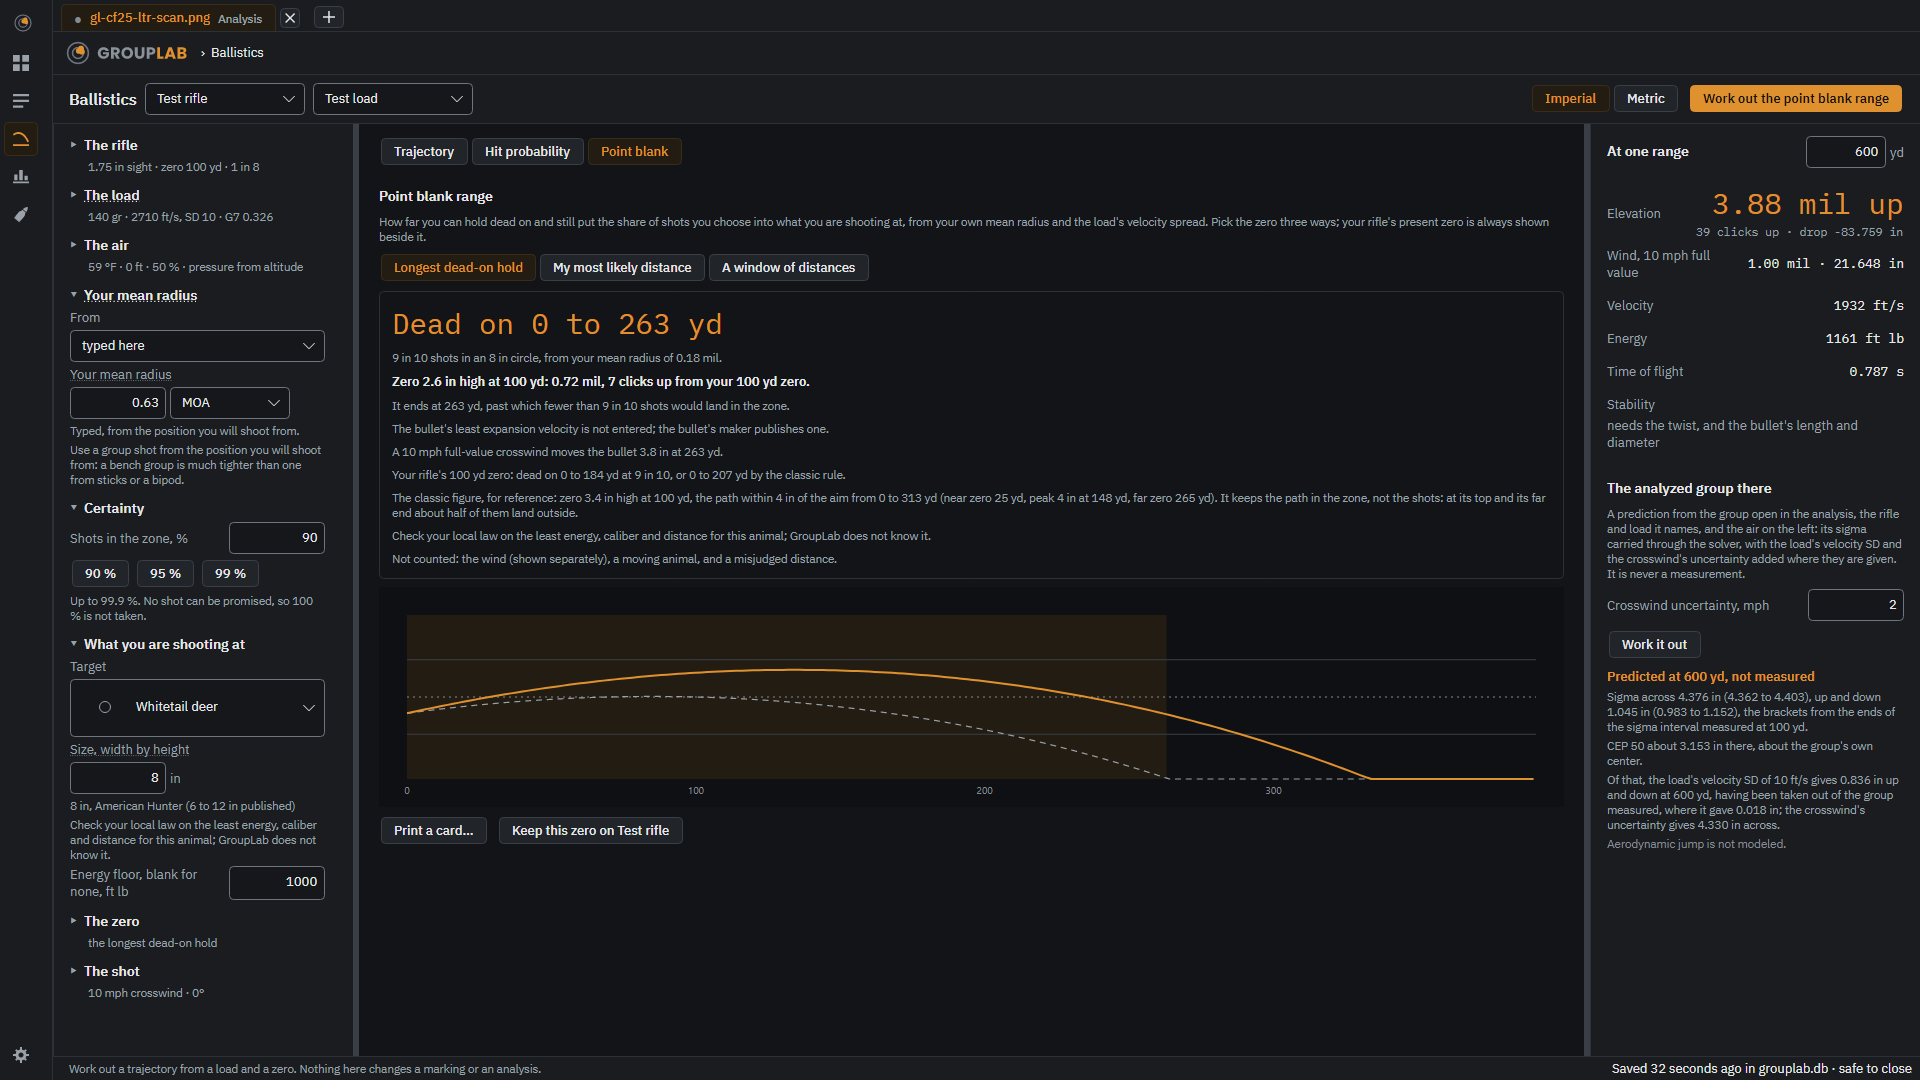 gl-cf25-ltr-scan.png Analysis
GROUPLAB › Ballistics
Ballistics
Test rifle
Test load
Imperial
Metric
Work out the point blank range
The rifle
1.75 in sight · zero 100 yd · 1 in 8
The load
140 gr · 2710 ft/s, SD 10 · G7 0.326
The air
59 °F · 0 ft · 50 % · pressure from altitude
Your mean radius
From
typed here
Your mean radius
0.63
MOA
Typed, from the position you will shoot from.
Use a group shot from the position you will shoot
from: a bench group is much tighter than one
from sticks or a bipod.
Certainty
Shots in the zone, %
90
90 %
95 %
99 %
Up to 99.9 %. No shot can be promised, so 100
% is not taken.
What you are shooting at
Target
Whitetail deer
Size, width by height
8 in
8 in, American Hunter (6 to 12 in published)
Check your local law on the least energy, caliber
and distance for this animal; GroupLab does not
know it.
Energy floor, blank for
none, ft lb
1000
The zero
the longest dead-on hold
The shot
10 mph crosswind · 0°
Trajectory
Hit probability
Point blank
Point blank range
How far you can hold dead on and still put the share of shots you choose into what you are shooting at, from your own mean radius and the load's velocity spread. Pick the zero three ways; your rifle's present zero is always shown
beside it.
Longest dead-on hold
My most likely distance
A window of distances
Dead on 0 to 263 yd
9 in 10 shots in an 8 in circle, from your mean radius of 0.18 mil.
Zero 2.6 in high at 100 yd: 0.72 mil, 7 clicks up from your 100 yd zero.
It ends at 263 yd, past which fewer than 9 in 10 shots would land in the zone.
The bullet's least expansion velocity is not entered; the bullet's maker publishes one.
A 10 mph full-value crosswind moves the bullet 3.8 in at 263 yd.
Your rifle's 100 yd zero: dead on 0 to 184 yd at 9 in 10, or 0 to 207 yd by the classic rule.
The classic figure, for reference: zero 3.4 in high at 100 yd, the path within 4 in of the aim from 0 to 313 yd (near zero 25 yd, peak 4 in at 148 yd, far zero 265 yd). It keeps the path in the zone, not the shots: at its top and its far
end about half of them land outside.
Check your local law on the least energy, caliber and distance for this animal; GroupLab does not know it.
Not counted: the wind (shown separately), a moving animal, and a misjudged distance.
0 100 200 300
Print a card...
Keep this zero on Test rifle
At one range
600 yd
Elevation
3.88 mil up
39 clicks up · drop -83.759 in
Wind, 10 mph full
value
1.00 mil · 21.648 in
Velocity
1932 ft/s
Energy
1161 ft lb
Time of flight
0.787 s
Stability
needs the twist, and the bullet's length and
diameter
The analyzed group there
A prediction from the group open in the analysis, the rifle
and load it names, and the air on the left: its sigma
carried through the solver, with the load's velocity SD and
the crosswind's uncertainty added where they are given.
It is never a measurement.
Crosswind uncertainty, mph
2
Work it out
Predicted at 600 yd, not measured
Sigma across 4.376 in (4.362 to 4.403), up and down
1.045 in (0.983 to 1.152), the brackets from the ends of
the sigma interval measured at 100 yd.
CEP 50 about 3.153 in there, about the group's own
center.
Of that, the load's velocity SD of 10 ft/s gives 0.836 in up
and down at 600 yd, having been taken out of the group
measured, where it gave 0.018 in; the crosswind's
uncertainty gives 4.330 in across.
Aerodynamic jump is not modeled.
Work out a trajectory from a load and a zero. Nothing here changes a marking or an analysis.
Saved 32 seconds ago in grouplab.db · safe to close